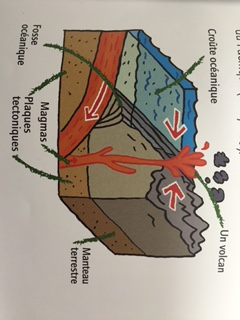 Croûte océanique
Un volcan
Fosse
océanique
Magmas
Plaques
tectoniques
Manteau
terrestre